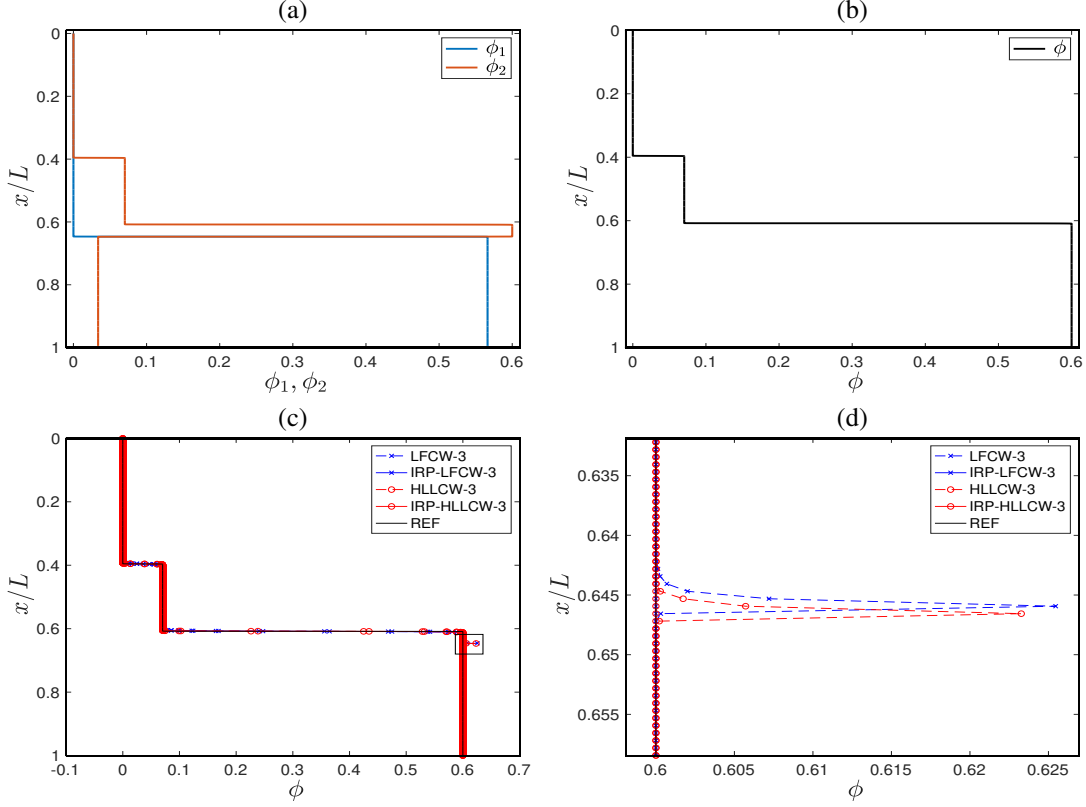 (a)
0
0.2
0.4
0.6
0.8
1
x/L
0 0.1 0.2 0.3 0.4 0.5 0.6
ϕ1, ϕ2
ϕ1
ϕ2
(b)
0
0.2
0.4
0.6
0.8
1
x/L
0 0.1 0.2 0.3 0.4 0.5 0.6
ϕ
ϕ
(c)
0
0.2
0.4
0.6
0.8
1
x/L
-0.1 0 0.1 0.2 0.3 0.4 0.5 0.6 0.7
ϕ
LFCW-3
IRP-LFCW-3
HLLCW-3
IRP-HLLCW-3
REF
(d)
0.635
0.64
0.645
0.65
0.655
x/L
0.6 0.605 0.61 0.615 0.62 0.625
ϕ
LFCW-3
IRP-LFCW-3
HLLCW-3
IRP-HLLCW-3
REF